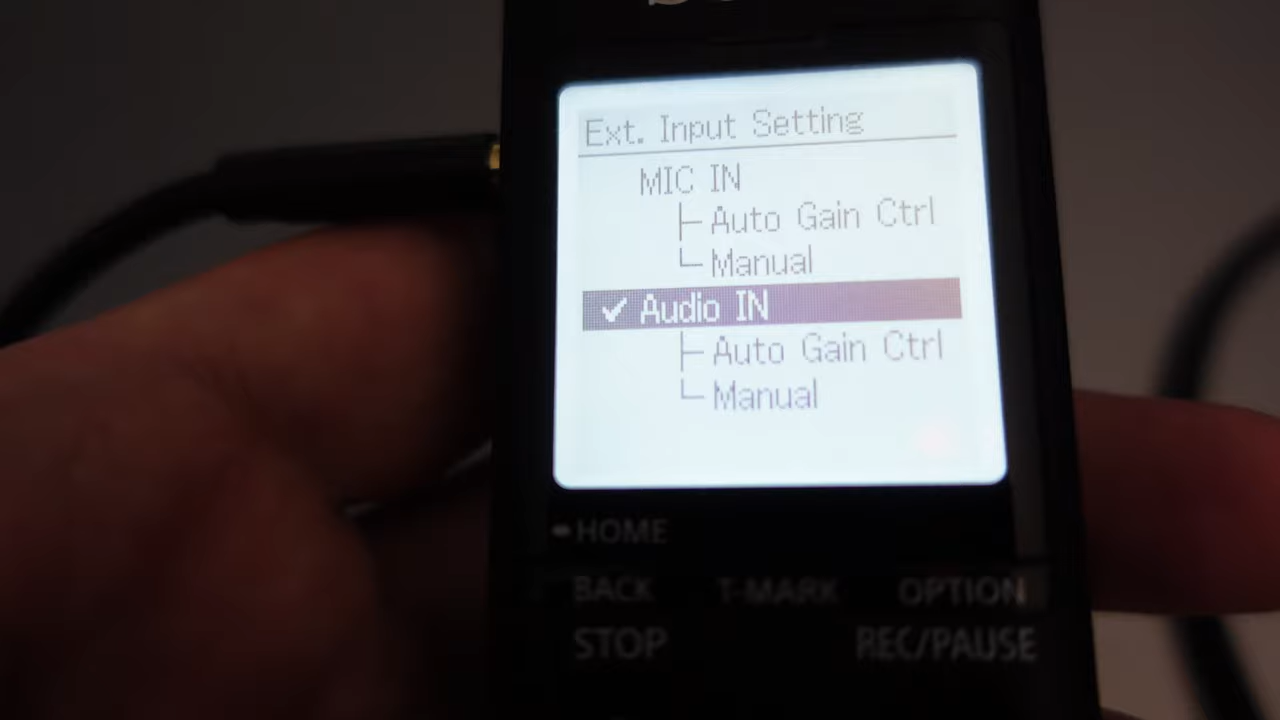 Ext. Input Setting
MIC IN
Auto Gain Ctrl
Manual
✓ Audio IN
Auto Gain Ctrl
Manual
HOME
BACK T-MARK OPTION
STOP REC/PAUSE